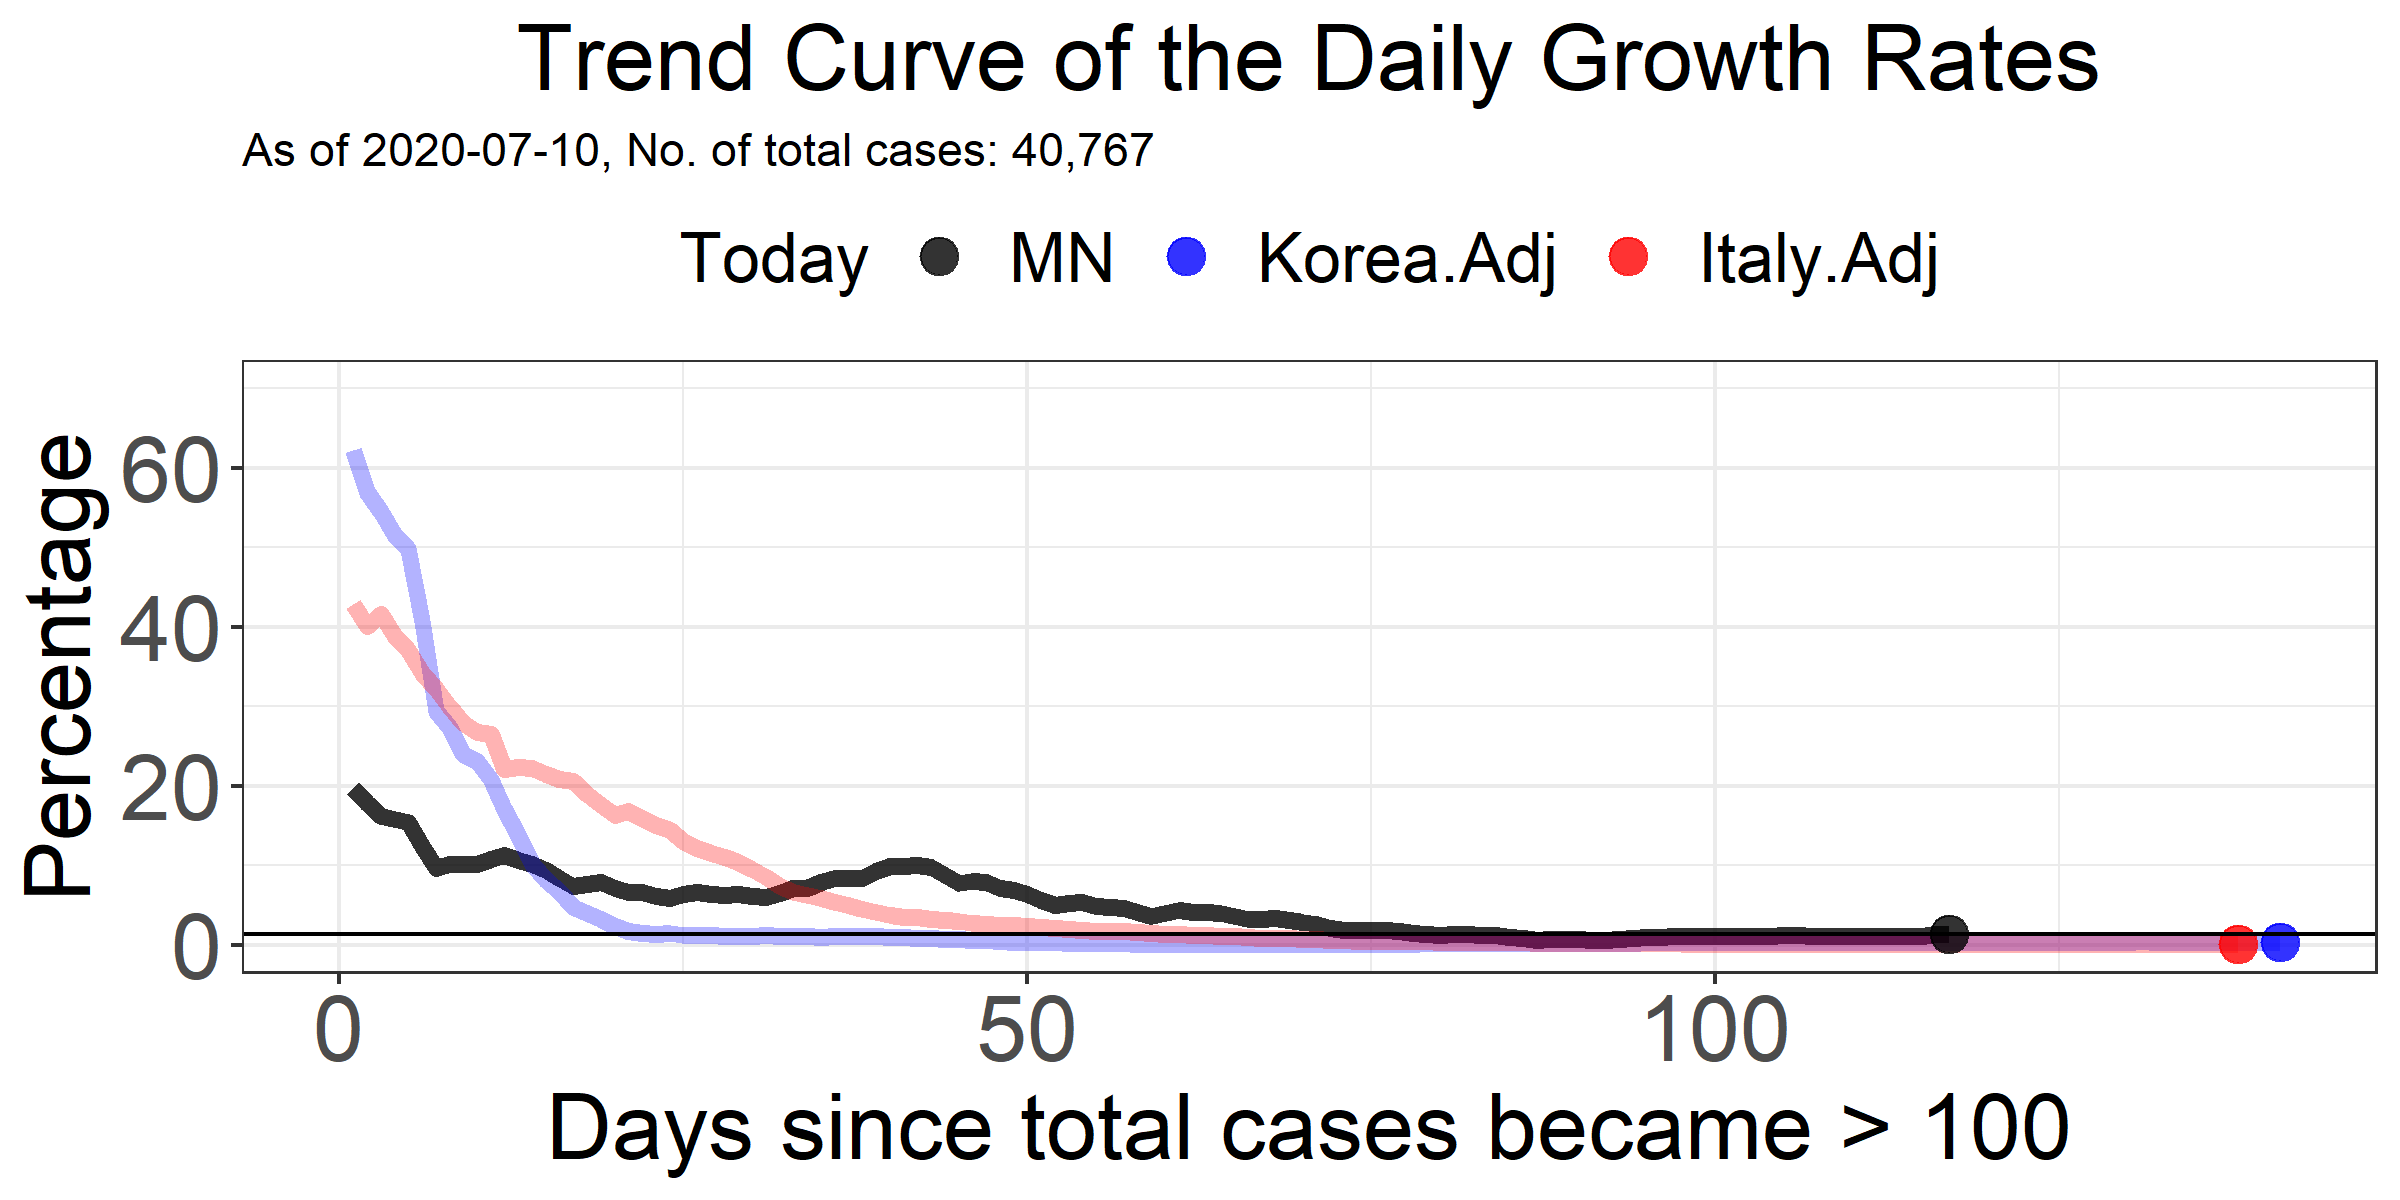 Trend Curve of the Daily Growth Rates
As of 2020-07-10, No. of total cases: 40,767
Today MN Korea.Adj Italy.Adj
Percentage
60
40
20
0
0 50 100
Days since total cases became > 100